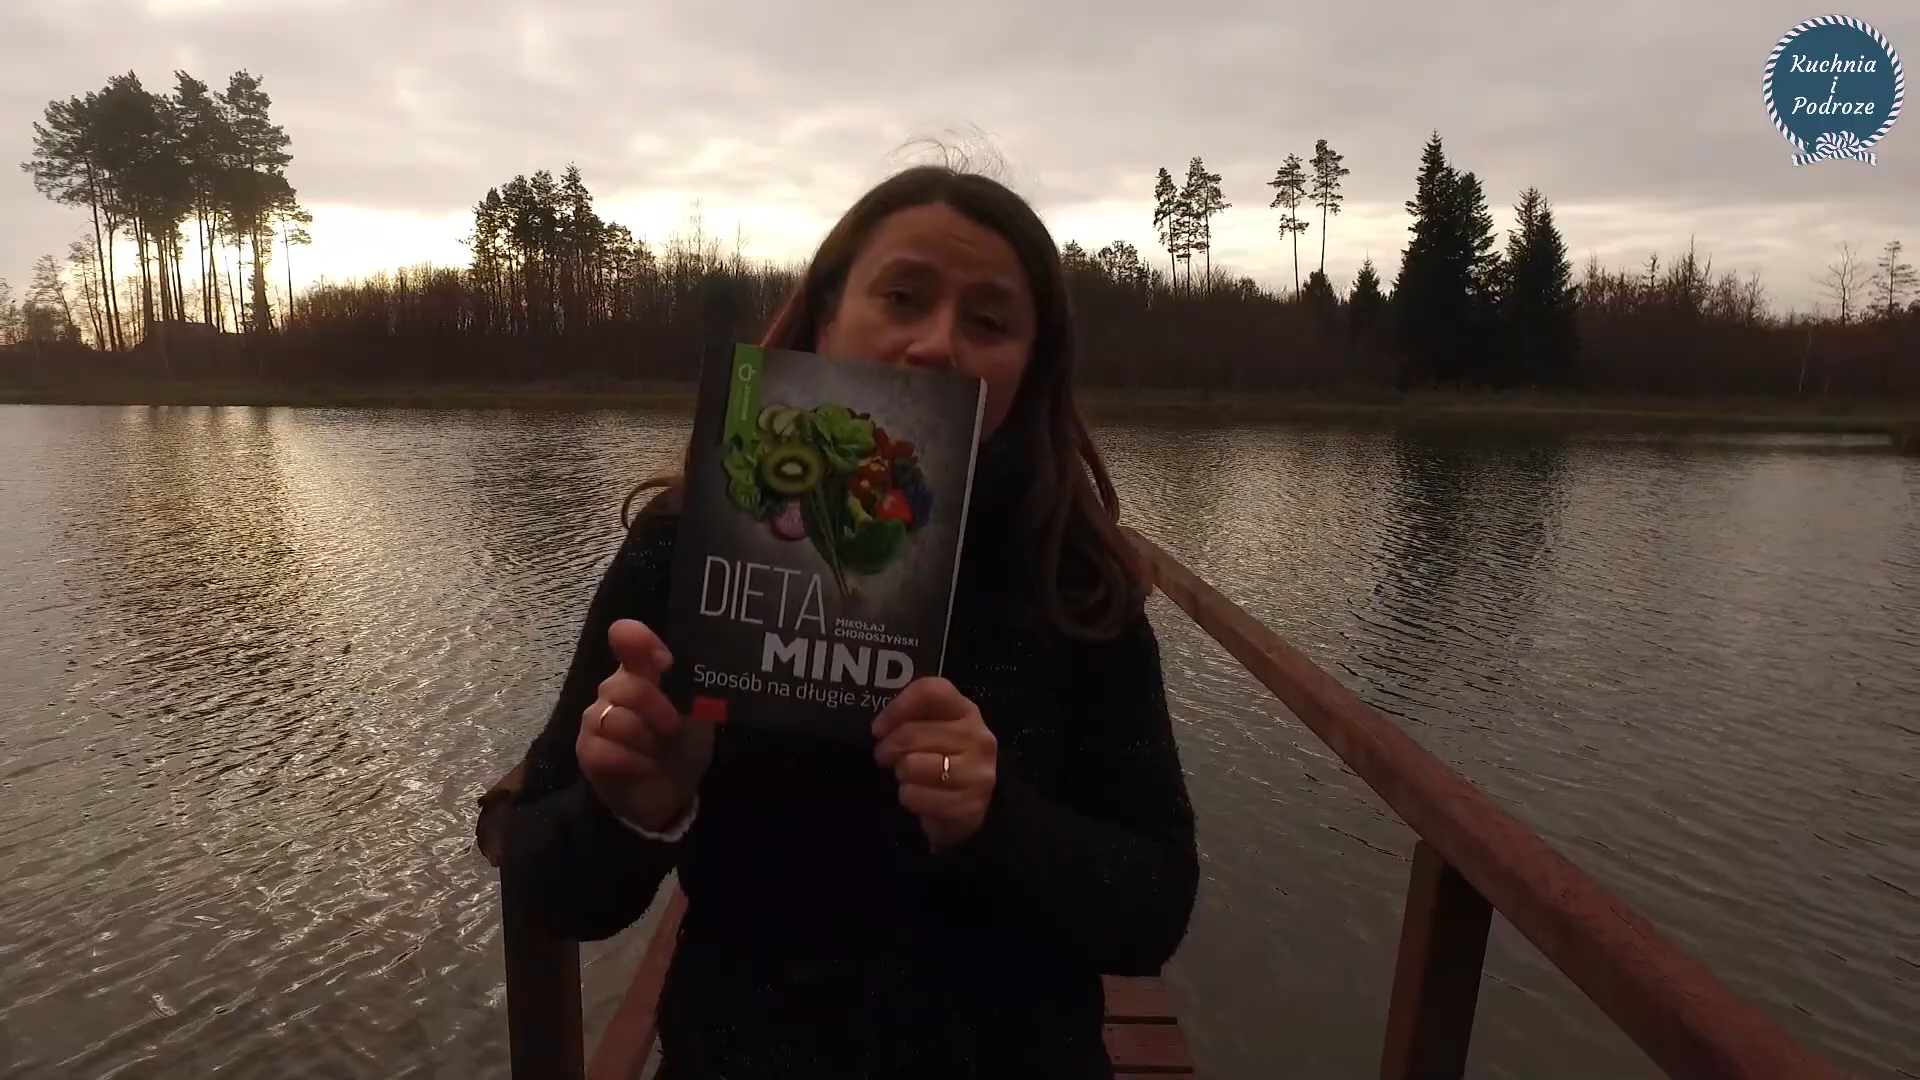 Kuchnia
i
Podroze
DIETA
MIKOŁAJ
CHOROSZYŃSKI
MIND
Sposób na długie